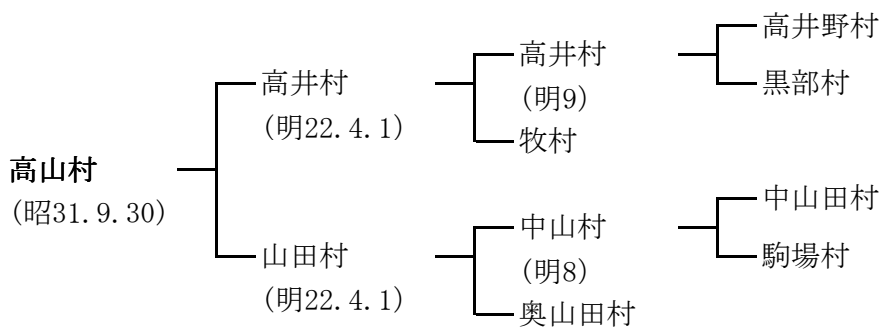 高山村
(昭31.9.30)
高井村
(明22.4.1)
高井村
(明9)
牧村
高井野村
黒部村
山田村
(明22.4.1)
中山村
(明8)
奥山田村
中山田村
駒場村